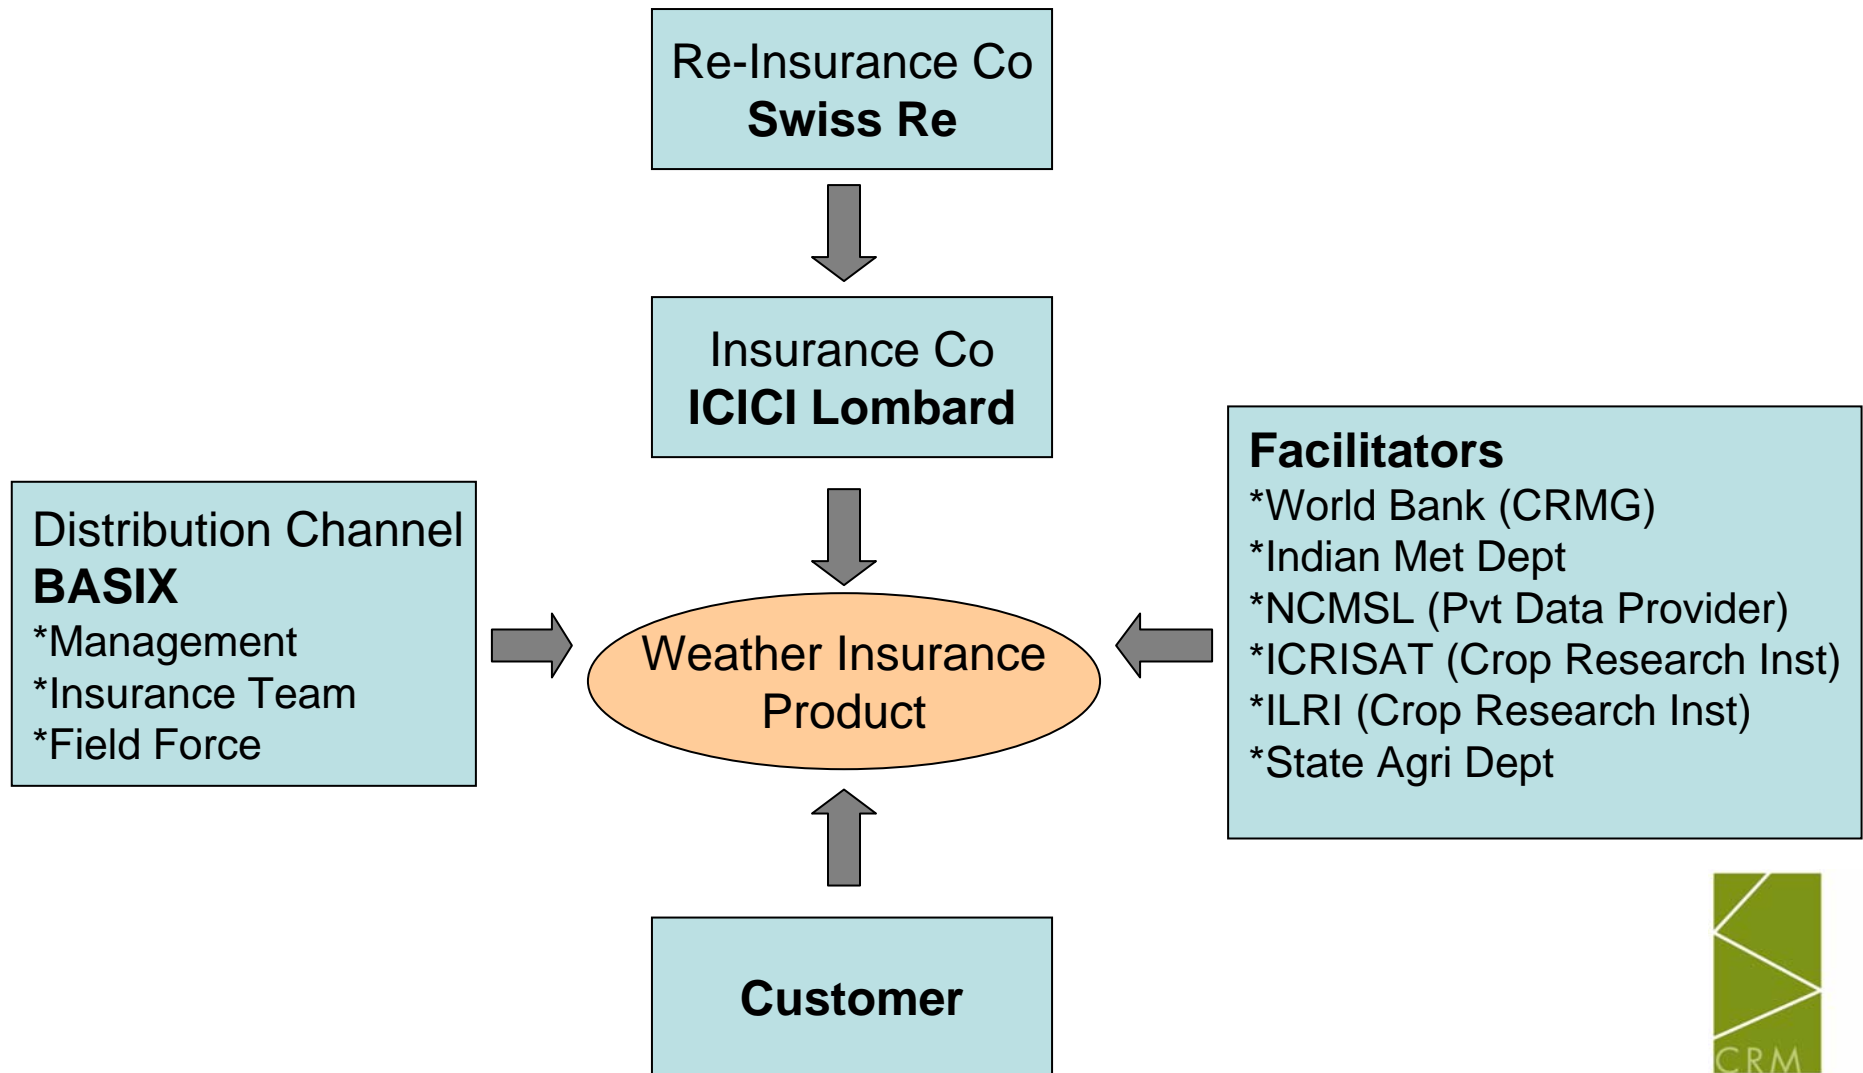 Re-Insurance Co
Swiss Re
Insurance Co
ICICI Lombard
Distribution Channel
BASIX
*Management
*Insurance Team
*Field Force
Weather Insurance
Product
Facilitators
*World Bank (CRMG)
*Indian Met Dept
*NCMSL (Pvt Data Provider)
*ICRISAT (Crop Research Inst)
*ILRI (Crop Research Inst)
*State Agri Dept
Customer
CRM